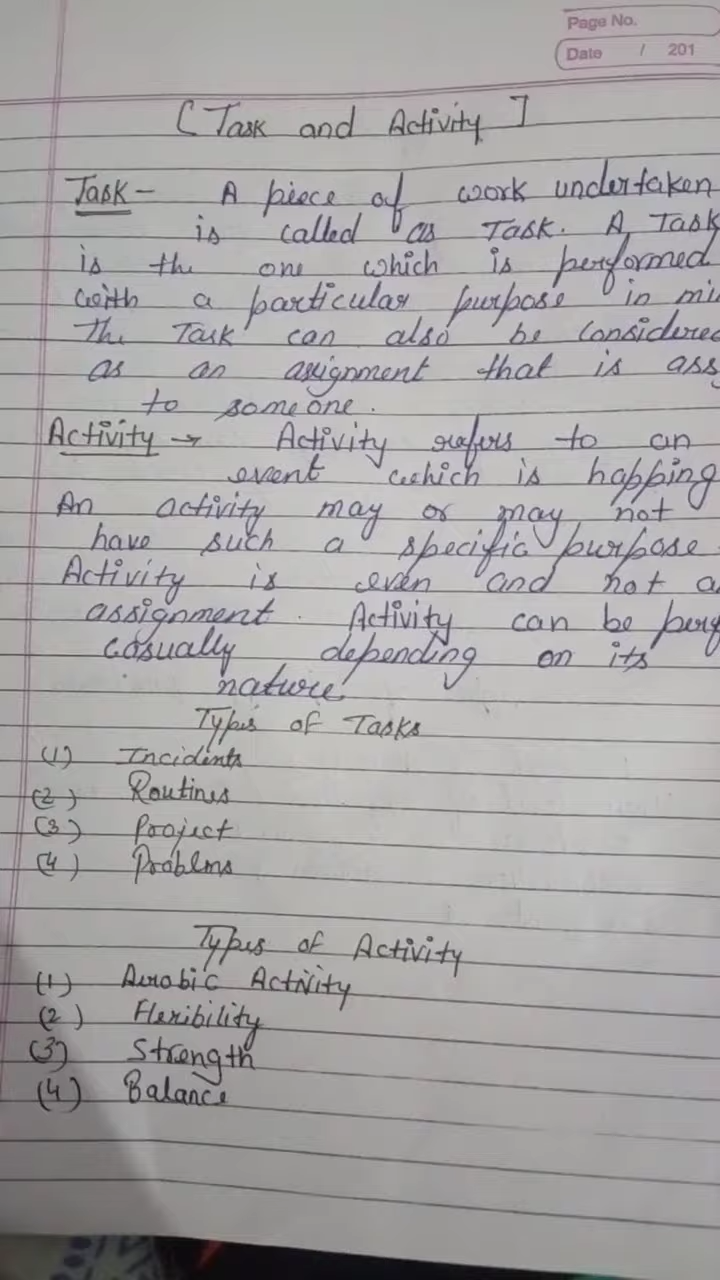 Page No.
Date / 201
[Task and Activity]
Task - A piece of work undertaken
is called as Task. A Task
is the one which is performed
with a particular purpose in
The Task can also be considered
as an assignment that is
to someone.
Activity → Activity refers to an
event which is happing
An activity may or may not
have such a specific purpose
Activity is even and not
assignment. Activity can be
casually depending on its
nature.
Types of Tasks
(1) Incidents
(2) Routines
(3) Project
(4) Problms
Types of Activity
(1) Aerobic Activity
(2) Flexibility
(3) Strength
(4) Balance